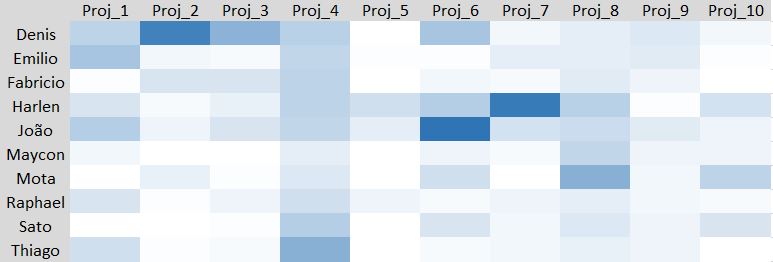 Proj_1 Proj_2 Proj_3 Proj_4 Proj_5 Proj_6 Proj_7 Proj_8 Proj_9 Proj_10
Denis
Emilio
Fabricio
Harlen
João
Maycon
Mota
Raphael
Sato
Thiago